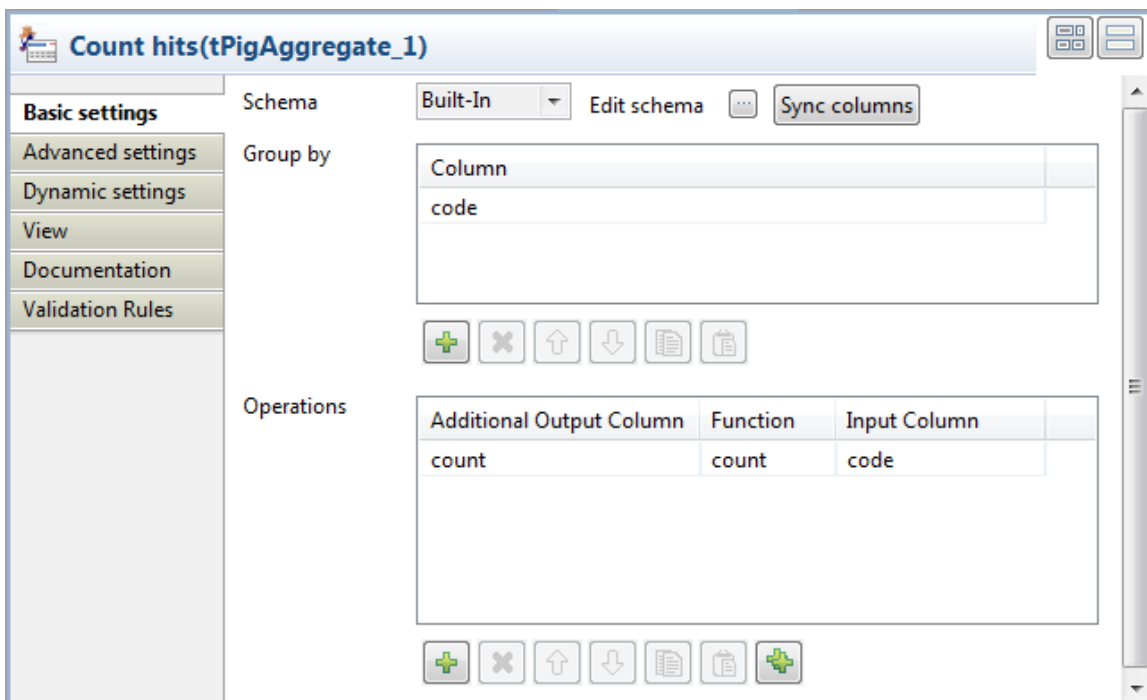 Count hits(tPigAggregate_1)
Basic settings
Advanced settings
Dynamic settings
View
Documentation
Validation Rules
Schema Built-In Edit schema ... Sync columns
Group by
Column
code
Operations
Additional Output Column Function Input Column
count count code